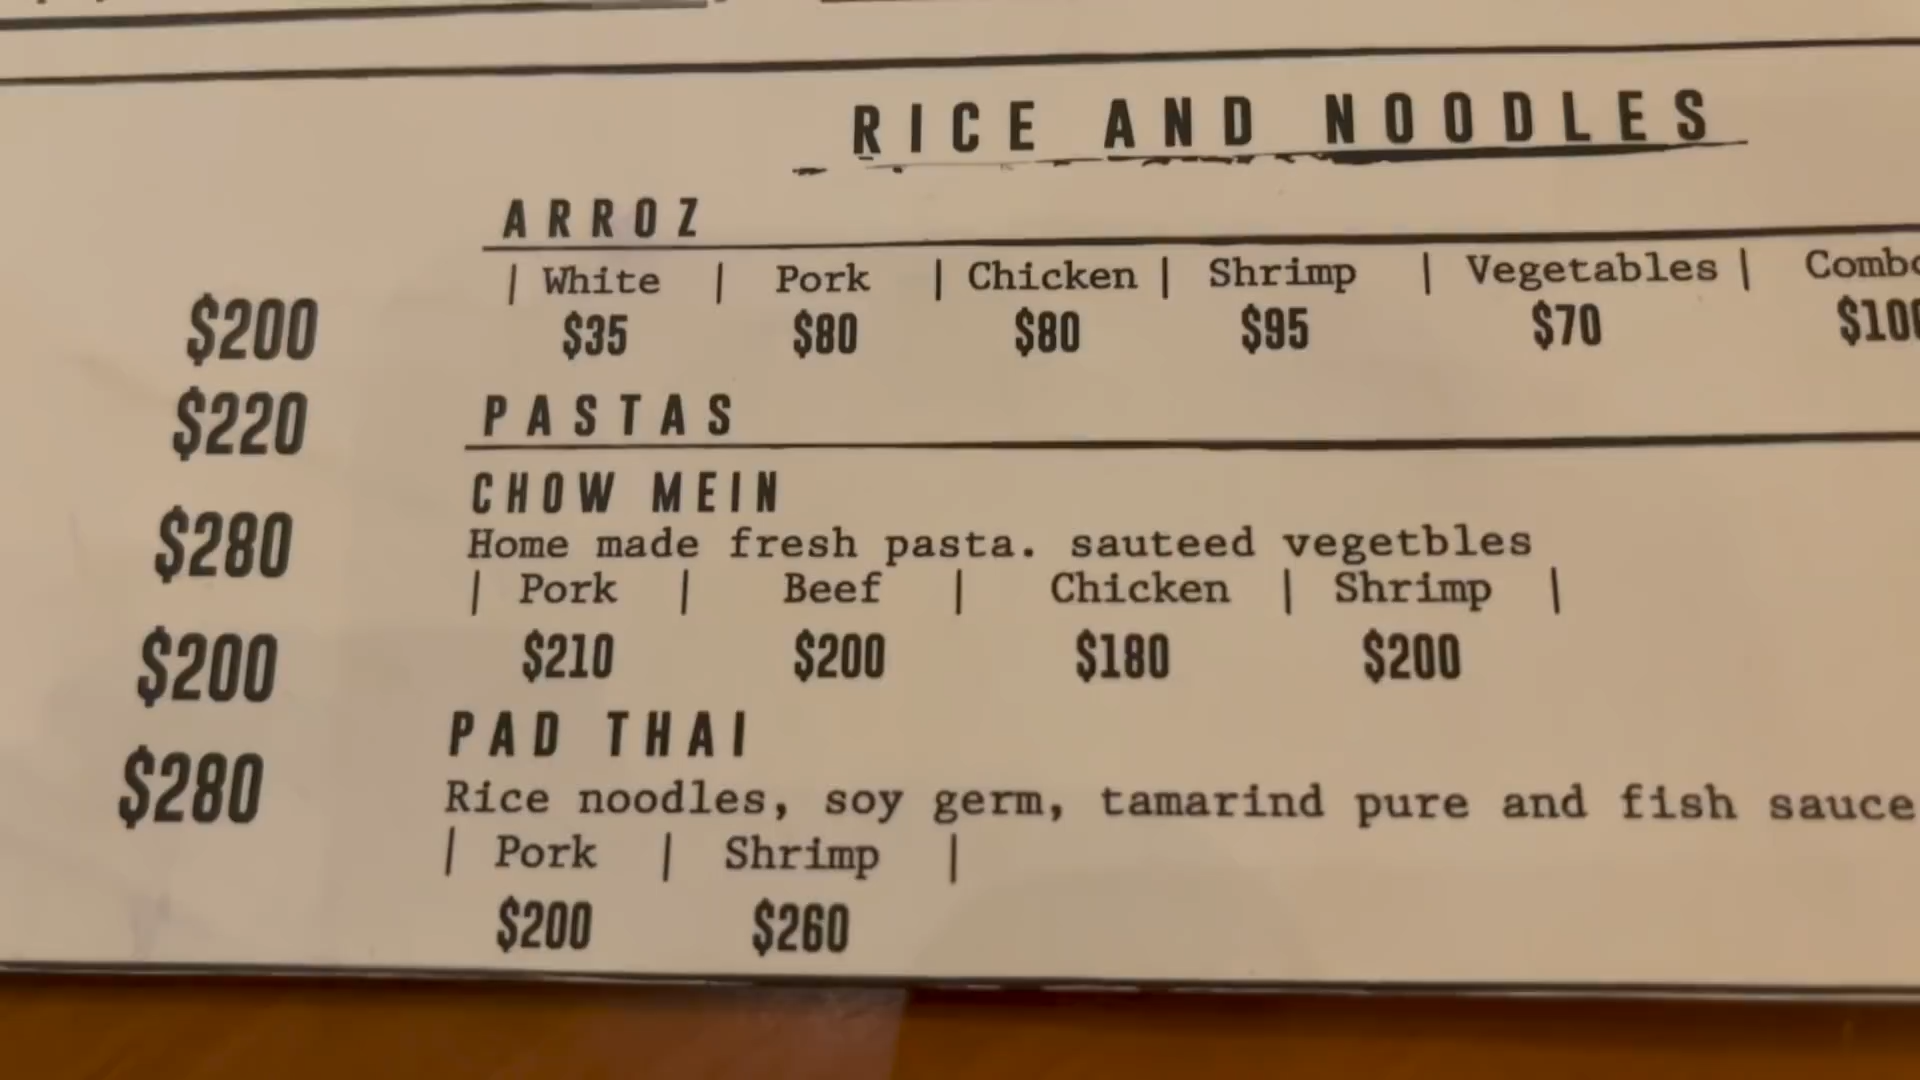 RICE AND NOODLES
ARROZ
| White | Pork | Chicken | Shrimp | Vegetables |
$35 $80 $80 $95 $70
PASTAS
CHOW MEIN
Home made fresh pasta. sauteed vegetbles
| Pork | Beef | Chicken | Shrimp |
$210 $200 $180 $200
PAD THAI
Rice noodles, soy germ, tamarind pure and fish sauce
| Pork | Shrimp |
$200 $260
$200
$220
$280
$200
$280